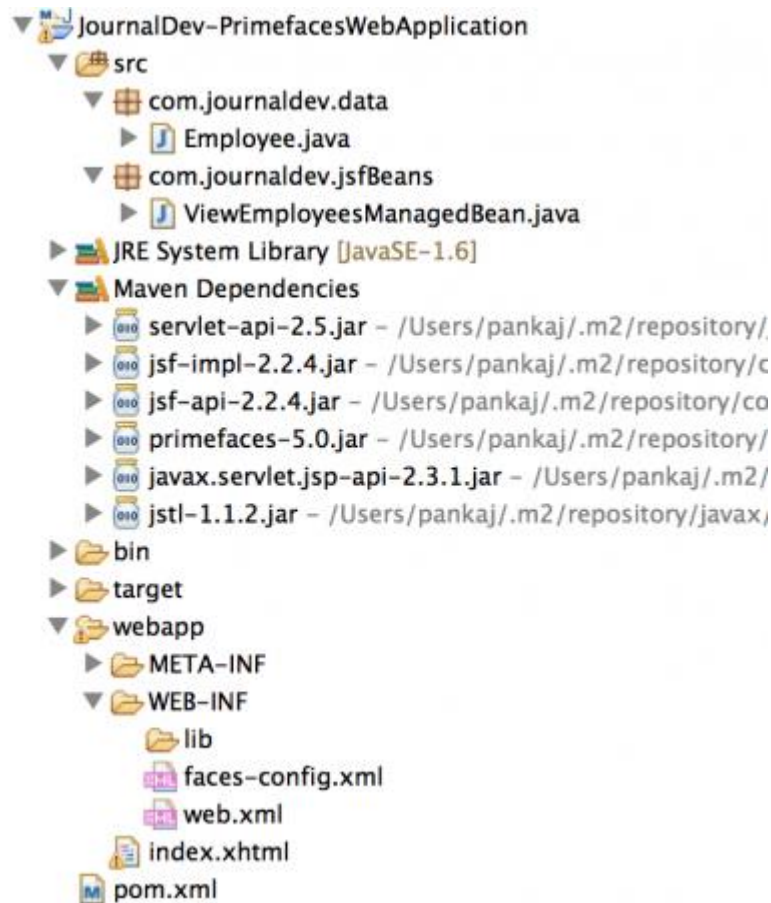 JournalDev-PrimefacesWebApplication
src
com.journaldev.data
Employee.java
com.journaldev.jsfBeans
ViewEmployeesManagedBean.java
JRE System Library [JavaSE-1.6]
Maven Dependencies
servlet-api-2.5.jar - /Users/pankaj/.m2/repository/
jsf-impl-2.2.4.jar - /Users/pankaj/.m2/repository/c
jsf-api-2.2.4.jar - /Users/pankaj/.m2/repository/co
primefaces-5.0.jar - /Users/pankaj/.m2/repository/
javax.servlet.jsp-api-2.3.1.jar - /Users/pankaj/.m2/
jstl-1.1.2.jar - /Users/pankaj/.m2/repository/javax/
bin
target
webapp
META-INF
WEB-INF
lib
faces-config.xml
web.xml
index.xhtml
pom.xml